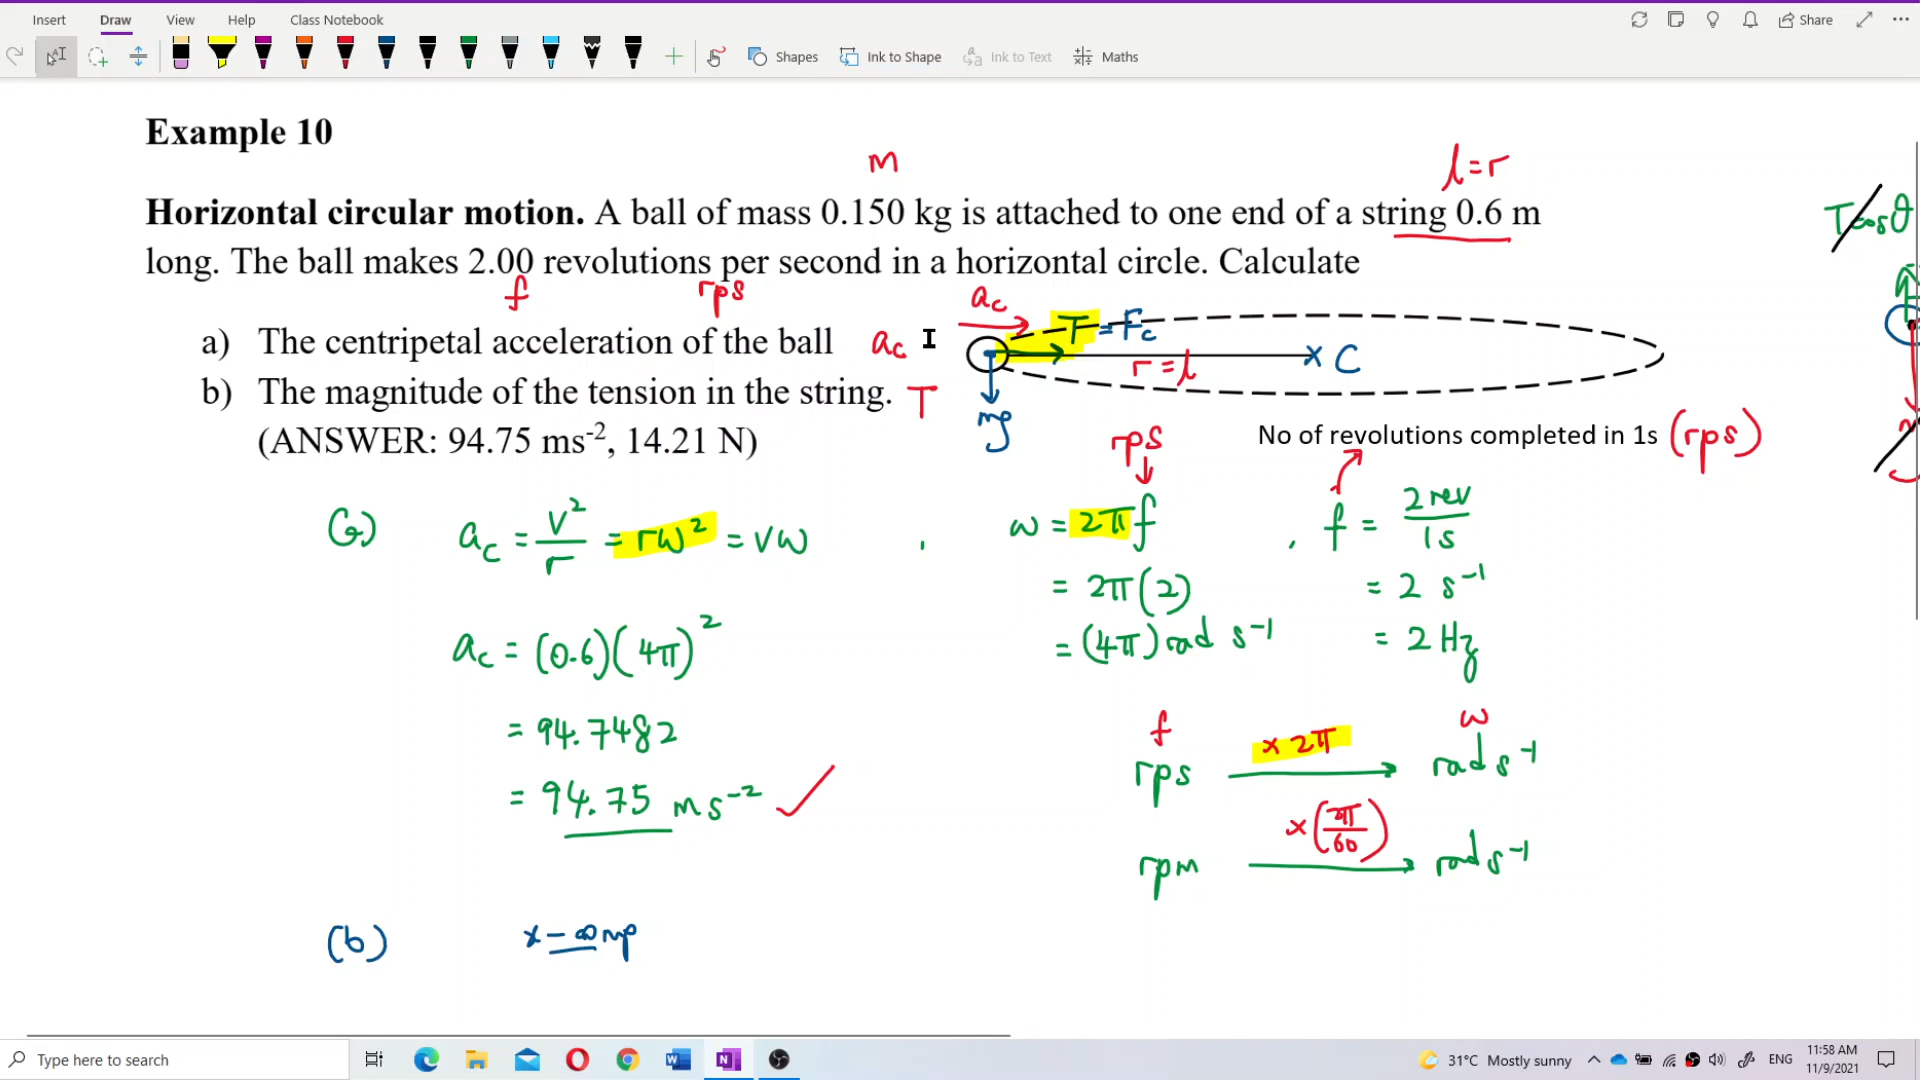 Insert Draw View Help Class Notebook Share
Shapes Ink to Shape Ink to Text Maths
Example 10
m
l = r
Horizontal circular motion. A ball of mass 0.150 kg is attached to one end of a string 0.6 m
long. The ball makes 2.00 revolutions per second in a horizontal circle. Calculate
f rps
a) The centripetal acceleration of the ball ac
b) The magnitude of the tension in the string. T
(ANSWER: 94.75 ms-2, 14.21 N)
ac
T = Fc
r = l
C
mg
Tcosθ
rps
No of revolutions completed in 1s (rps)
(a) ac = v²/r = rω² = vω , ω = 2πf , f = 2 rev/1s
= 2π(2) = 2 s⁻¹
ac = (0.6)(4π)² = (4π) rad s⁻¹ = 2 Hz
= 94.7482
= 94.75 ms⁻²
f × 2π ω
rps rad s⁻¹
× (2π/60)
rpm rad s⁻¹
(b) x-comp
Type here to search
31°C Mostly sunny ENG 11:58 AM
11/9/2021